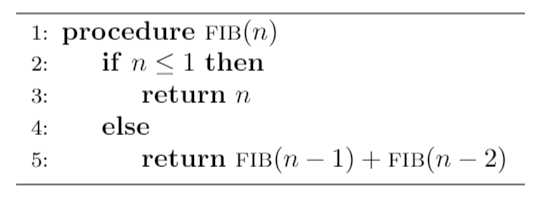 1: procedure FIB(n)
2: if n ≤ 1 then
3: return n
4: else
5: return FIB(n − 1) + FIB(n − 2)